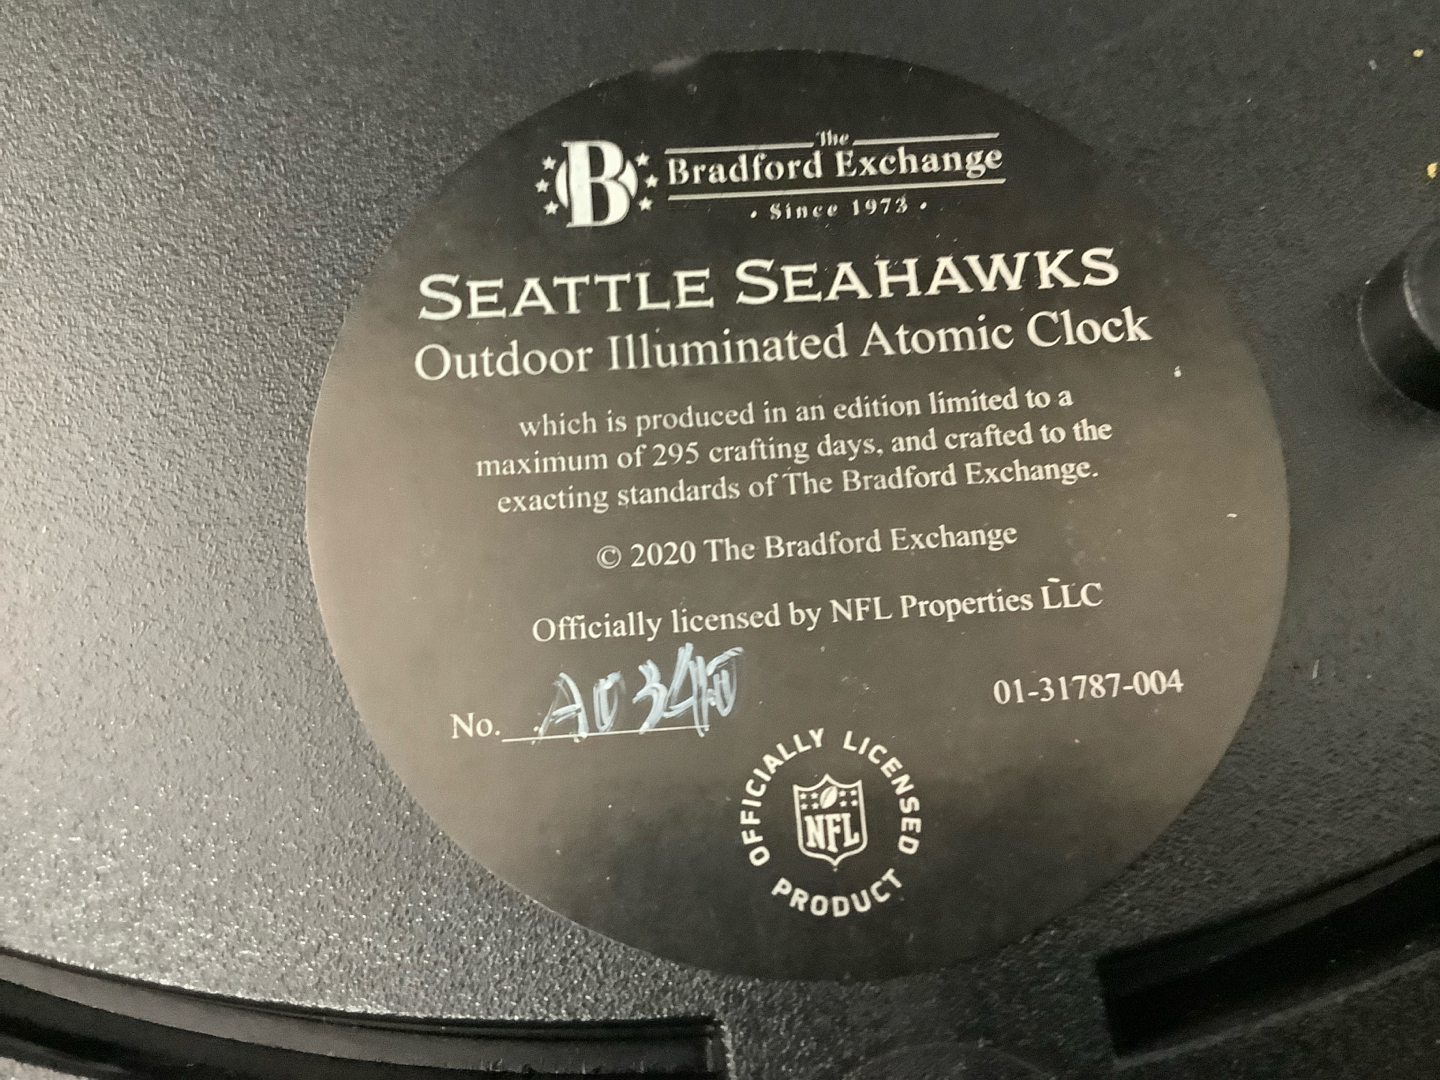 B The Bradford Exchange
• Since 1973 •
SEATTLE SEAHAWKS
Outdoor Illuminated Atomic Clock
which is produced in an edition limited to a
maximum of 295 crafting days, and crafted to the
exacting standards of The Bradford Exchange.
© 2020 The Bradford Exchange
Officially licensed by NFL Properties LLC
No.
01-31787-004
OFFICIALLY LICENSED PRODUCT
NFL